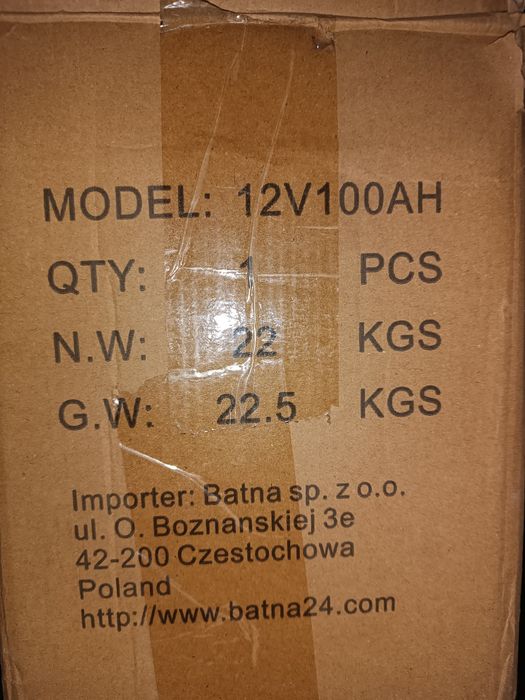 MODEL: 12V100AH
QTY: 1 PCS
N.W: 22 KGS
G.W: 22.5 KGS
Importer: Batna sp. z o.o.
ul. O. Boznanskiej 3e
42-200 Czestochowa
Poland
http://www.batna24.com